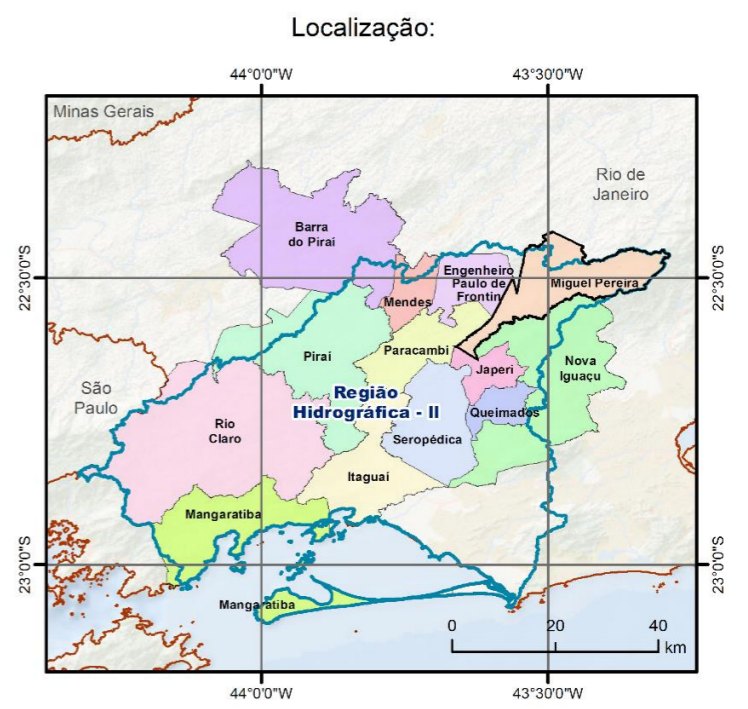 Localização:
44°0'0"W
43°30'0"W
Minas Gerais
Rio de
Janeiro
Barra
do Piraí
22°30'0"S
22°30'0"S
Engenheiro
Paulo de
Frontin
Miguel Pereira
Mendes
Piraí
Paracambi
Japeri
Nova
Iguaçu
São
Paulo
Região
Hidrográfica - II
Queimados
Rio
Claro
Seropédica
Itaguaí
Mangaratiba
23°0'0"S
23°0'0"S
Mangaratiba
0
20
40
km
44°0'0"W
43°30'0"W